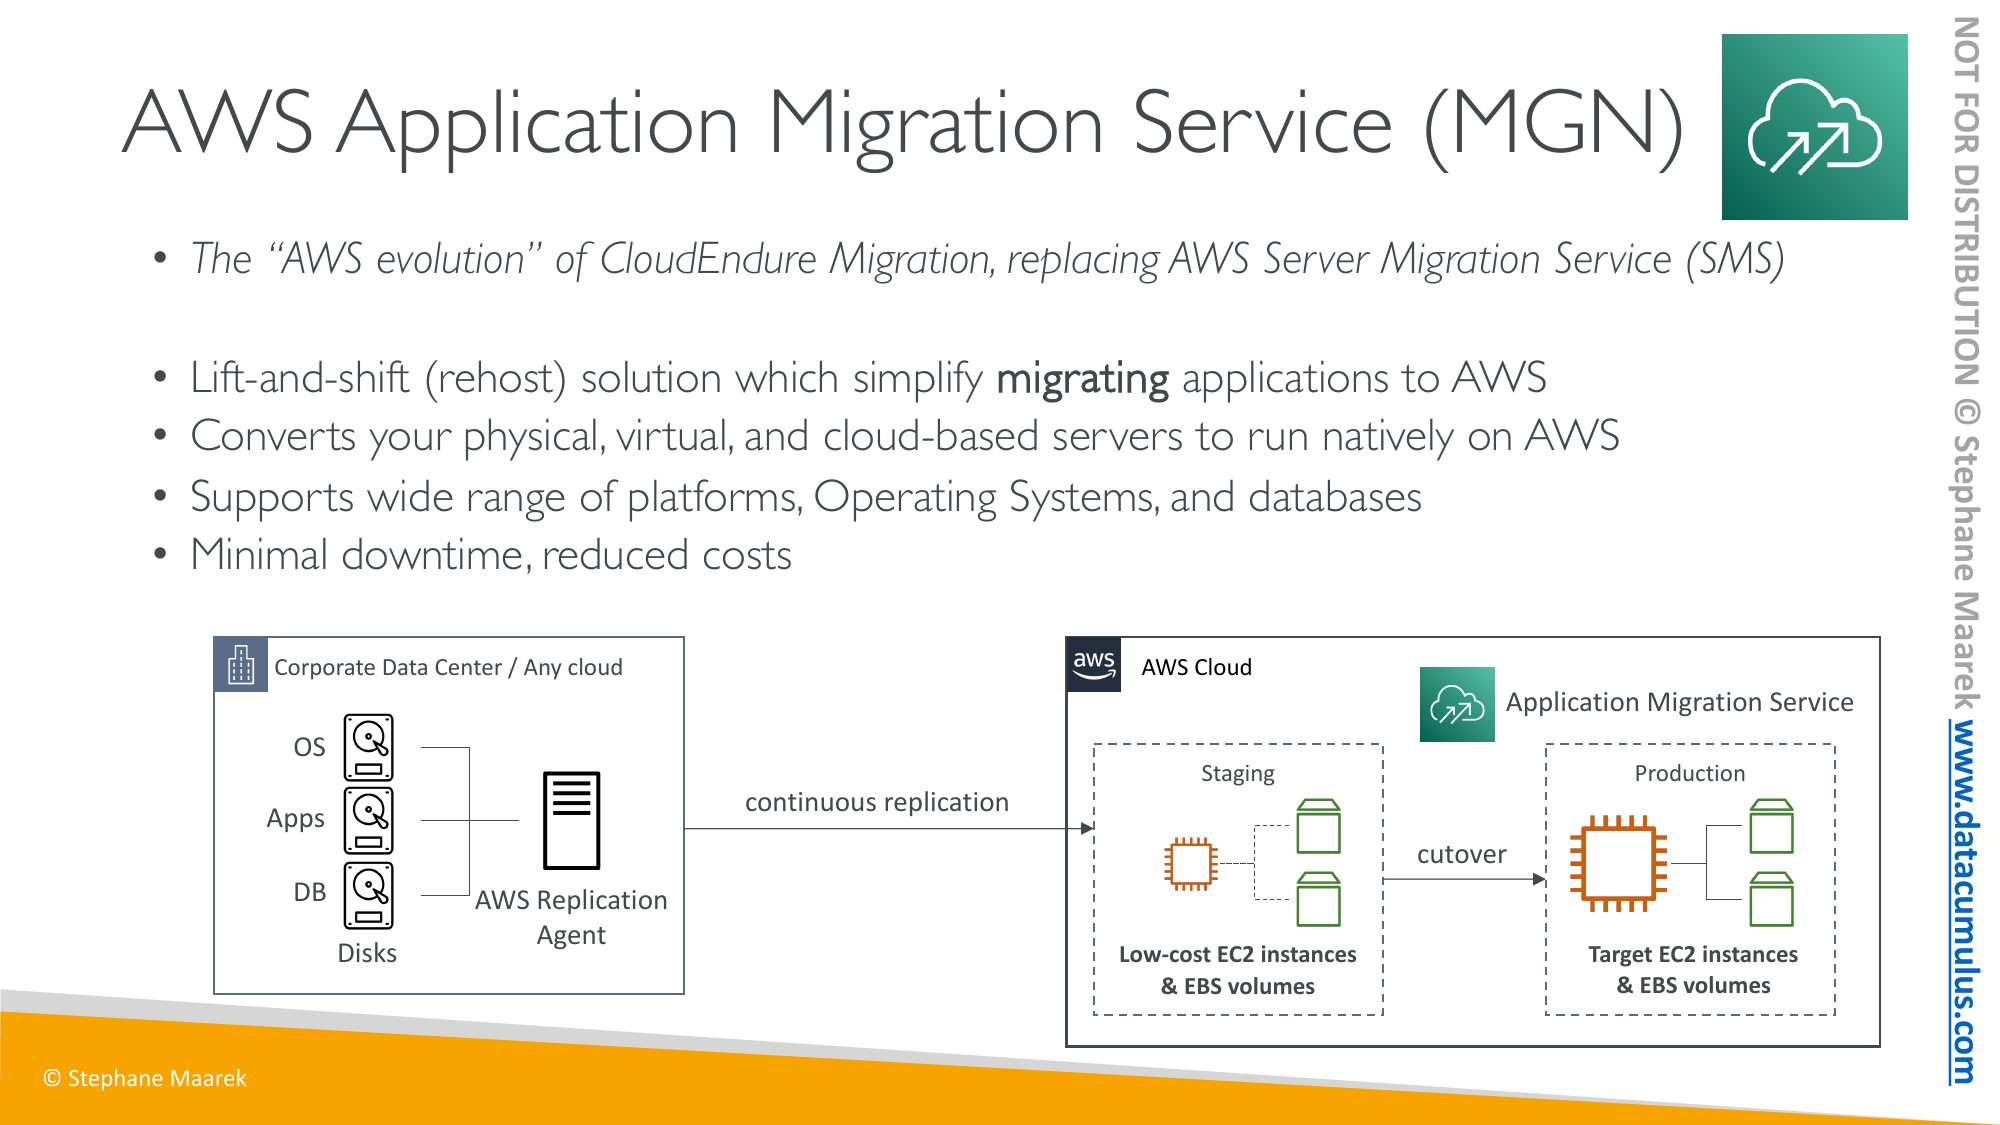 AWS Application Migration Service (MGN)
• The “AWS evolution” of CloudEndure Migration, replacing AWS Server Migration Service (SMS)
• Lift-and-shift (rehost) solution which simplify migrating applications to AWS
• Converts your physical, virtual, and cloud-based servers to run natively on AWS
• Supports wide range of platforms, Operating Systems, and databases
• Minimal downtime, reduced costs
Corporate Data Center / Any cloud
OS
Apps
DB
Disks
AWS Replication
Agent
continuous replication
aws
AWS Cloud
Application Migration Service
Staging
Low-cost EC2 instances
& EBS volumes
cutover
Production
Target EC2 instances
& EBS volumes
© Stephane Maarek
NOT FOR DISTRIBUTION © Stephane Maarek www.datacumulus.com